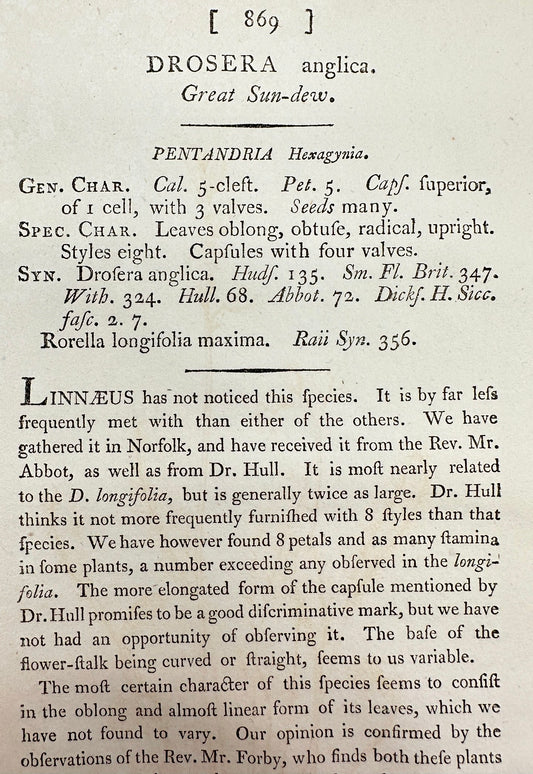 [ 869 ]
DROSERA anglica.
Great Sun-dew.
PENTANDRIA Hexagynia.
GEN. CHAR. Cal. 5-cleft. Pet. 5. Capſ. ſuperior,
of 1 cell, with 3 valves. Seeds many.
SPEC. CHAR. Leaves oblong, obtuſe, radical, upright.
Styles eight. Capſules with four valves.
SYN. Droſera anglica. Hudſ. 135. Sm. Fl. Brit. 347.
With. 324. Hull. 68. Abbot. 72. Dickſ. H. Sicc.
faſc. 2. 7.
Rorella longifolia maxima. Raii Syn. 356.
LINNÆUS has not noticed this ſpecies. It is by far leſs
frequently met with than either of the others. We have
gathered it in Norfolk, and have received it from the Rev. Mr.
Abbot, as well as from Dr. Hull. It is moſt nearly related
to the D. longifolia, but is generally twice as large. Dr. Hull
thinks it not more frequently furniſhed with 8 ſtyles than that
ſpecies. We have however found 8 petals and as many ſtamina
in ſome plants, a number exceeding any obſerved in the longi-
folia. The more elongated form of the capſule mentioned by
Dr. Hull promiſes to be a good diſcriminative mark, but we have
not had an opportunity of obſerving it. The baſe of the
flower-ſtalk being curved or ſtraight, ſeems to us variable.
The moſt certain character of this ſpecies ſeems to conſiſt
in the oblong and almoſt linear form of its leaves, which we
have not found to vary. Our opinion is confirmed by the
obſervations of the Rev. Mr. Forby, who finds both theſe plants